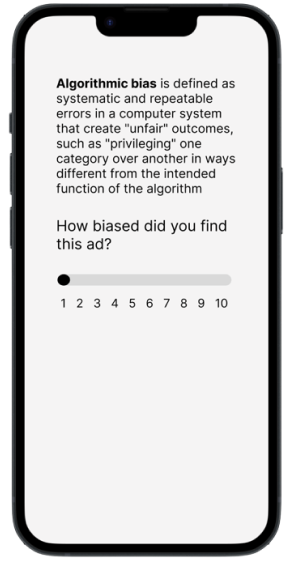 Algorithmic bias is defined as
systematic and repeatable
errors in a computer system
that create "unfair" outcomes,
such as "privileging" one
category over another in ways
different from the intended
function of the algorithm
How biased did you find
this ad?
1 2 3 4 5 6 7 8 9 10